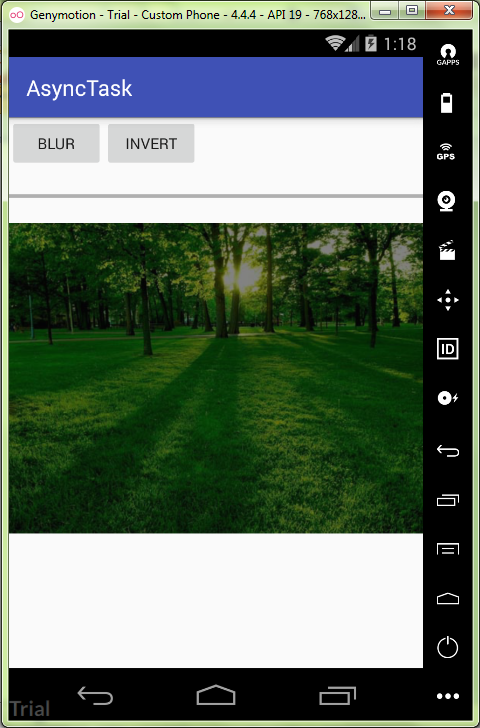 Genymotion - Trial - Custom Phone - 4.4.4 - API 19 - 768x128...
1:18
GAPPS
AsyncTask
BLUR INVERT
GPS
ID
Trial